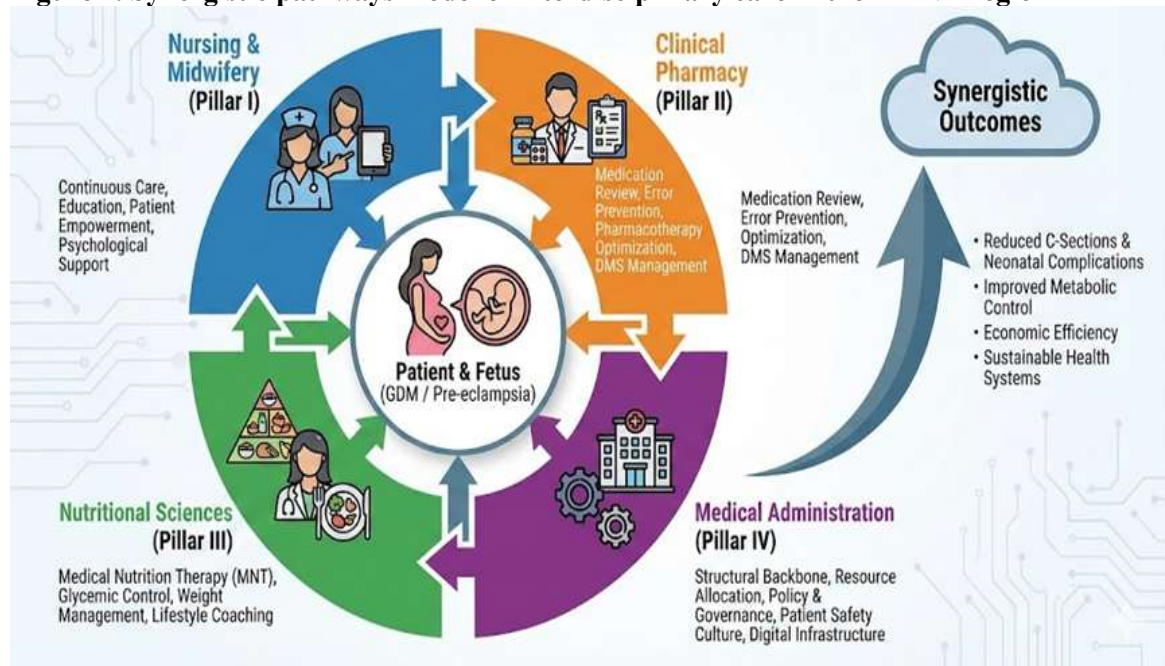 Nursing &
Midwifery
(Pillar I)
Continuous Care,
Education, Patient
Empowerment,
Psychological
Support
Clinical
Pharmacy
(Pillar II)
Medication
Review, Error
Prevention,
Pharmacotherapy
Optimization,
DMS Management
Medication Review,
Error Prevention,
Optimization,
DMS Management
Synergistic
Outcomes
• Reduced C-Sections &
Neonatal Complications
• Improved Metabolic
Control
• Economic Efficiency
• Sustainable Health
Systems
Patient & Fetus
(GDM / Pre-eclampsia)
Nutritional Sciences
(Pillar III)
Medical Nutrition Therapy (MNT),
Glycemic Control, Weight
Management, Lifestyle Coaching
Medical Administration
(Pillar IV)
Structural Backbone, Resource
Allocation, Policy &
Governance, Patient Safety
Culture, Digital Infrastructure